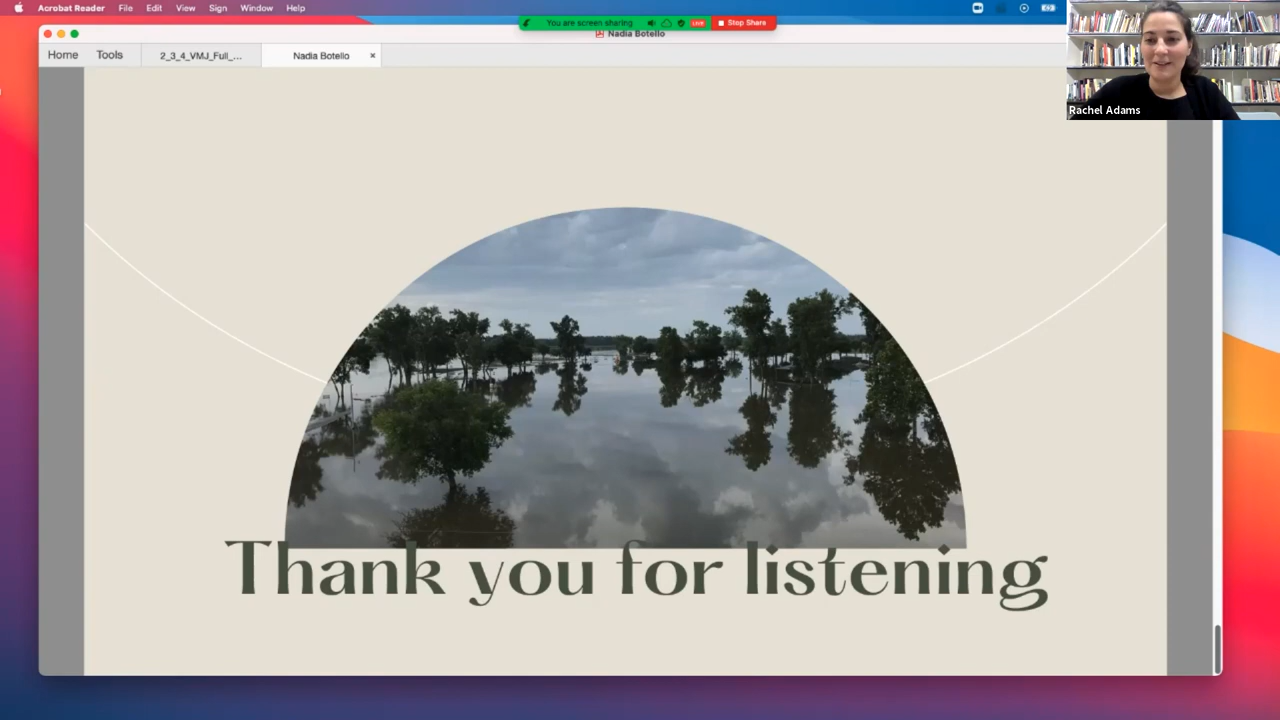 Acrobat Reader File Edit View Sign Window Help
You are screen sharing LIVE Stop Share
Nadia Botello
Home Tools 2_3_4_VMJ_Full_... Nadia Botello ×
Rachel Adams
Thank you for listening